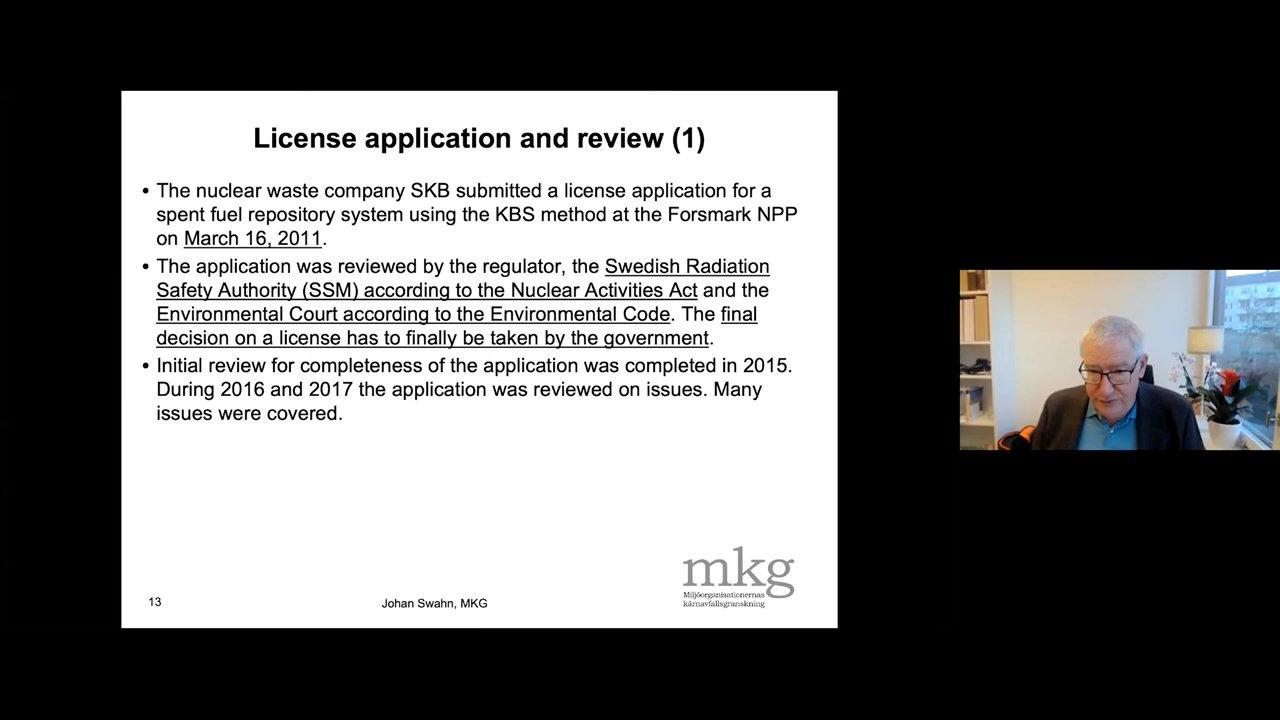 License application and review (1)
• The nuclear waste company SKB submitted a license application for a
spent fuel repository system using the KBS method at the Forsmark NPP
on March 16, 2011.
• The application was reviewed by the regulator, the Swedish Radiation
Safety Authority (SSM) according to the Nuclear Activities Act and the
Environmental Court according to the Environmental Code. The final
decision on a license has to finally be taken by the government.
• Initial review for completeness of the application was completed in 2015.
During 2016 and 2017 the application was reviewed on issues. Many
issues were covered.
mkg
Miljöorganisationernas
kärnavfallsgranskning
13
Johan Swahn, MKG